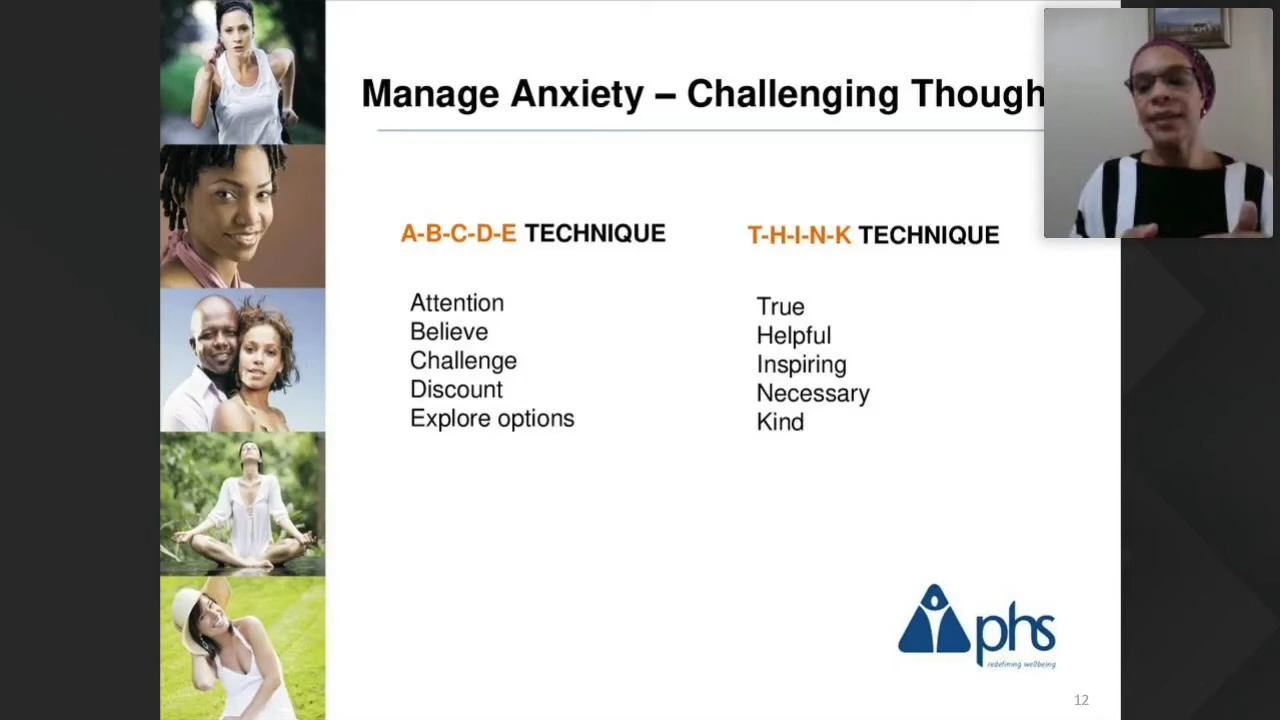 Manage Anxiety – Challenging Though
A-B-C-D-E TECHNIQUE
Attention
Believe
Challenge
Discount
Explore options
T-H-I-N-K TECHNIQUE
True
Helpful
Inspiring
Necessary
Kind
phs
redefining wellbeing
12